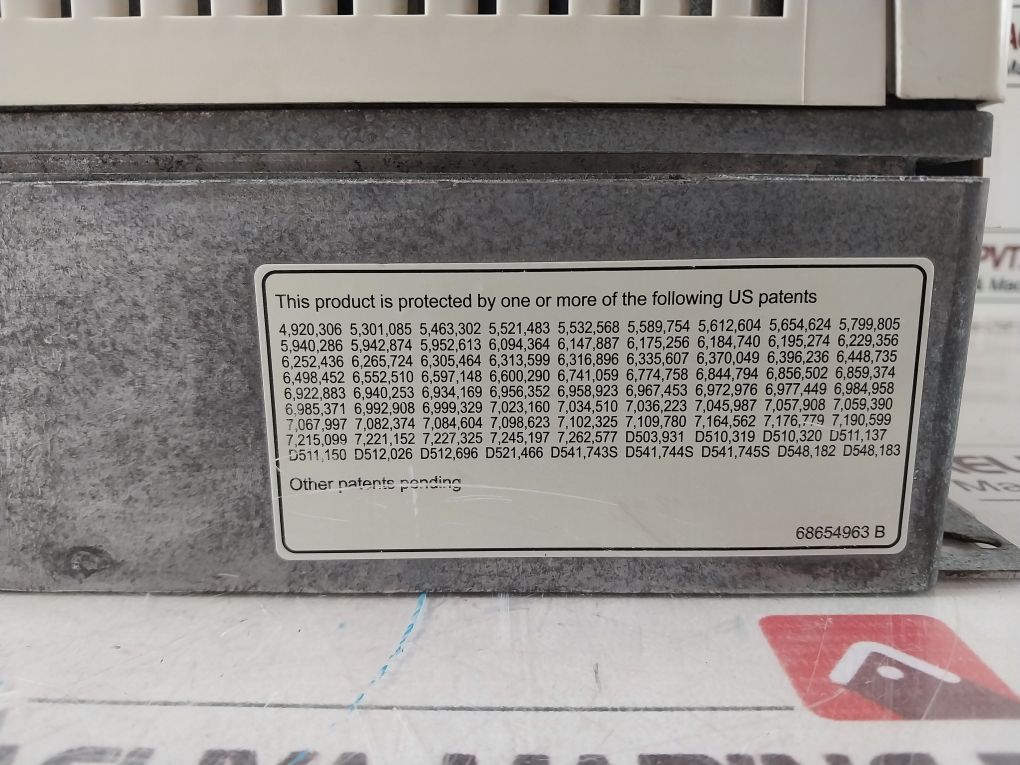 This product is protected by one or more of the following US patents
4,920,306 5,301,085 5,463,302 5,521,483 5,532,568 5,589,754 5,612,604 5,654,624 5,799,805
5,940,286 5,942,874 5,952,613 6,094,364 6,147,887 6,175,256 6,184,740 6,195,274 6,229,356
6,252,436 6,265,724 6,305,464 6,313,599 6,316,896 6,335,607 6,370,049 6,396,236 6,448,735
6,498,452 6,552,510 6,597,148 6,600,290 6,741,059 6,774,758 6,844,794 6,856,502 6,859,374
6,922,883 6,940,253 6,934,169 6,956,352 6,958,923 6,967,453 6,972,976 6,977,449 6,984,958
6,985,371 6,992,908 6,999,329 7,023,160 7,034,510 7,036,223 7,045,987 7,057,908 7,059,390
7,067,997 7,082,374 7,084,604 7,098,623 7,102,325 7,109,780 7,164,562 7,176,779 7,190,599
7,215,099 7,221,152 7,227,325 7,245,197 7,262,577 D503,931 D510,319 D510,320 D511,137
D511,150 D512,026 D512,696 D521,466 D541,743S D541,744S D541,745S D548,182 D548,183
Other patents pending
68654963 B